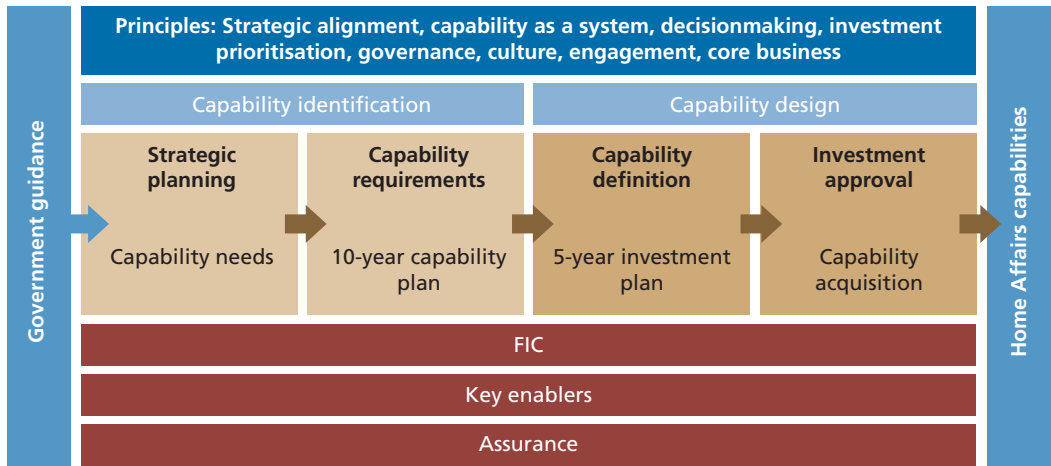 Government guidance
Principles: Strategic alignment, capability as a system, decisionmaking, investment
prioritisation, governance, culture, engagement, core business
Capability identification
Capability design
Strategic
planning
Capability needs
Capability
requirements
10-year capability
plan
Capability
definition
5-year investment
plan
Investment
approval
Capability
acquisition
FIC
Key enablers
Assurance
Home Affairs capabilities